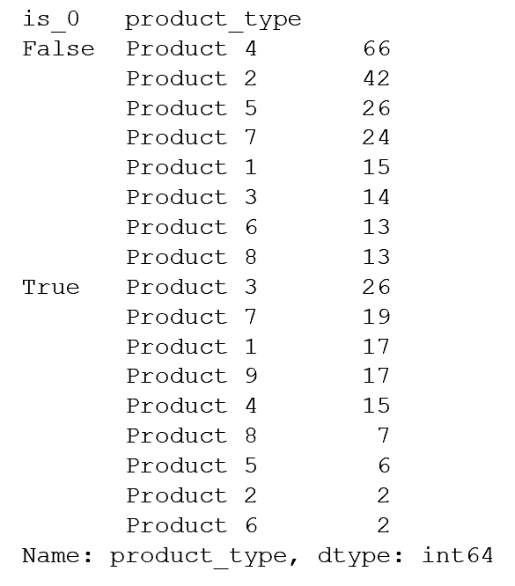 is_0   product_type
False  Product 4       66
       Product 2       42
       Product 5       26
       Product 7       24
       Product 1       15
       Product 3       14
       Product 6       13
       Product 8       13
True   Product 3       26
       Product 7       19
       Product 1       17
       Product 9       17
       Product 4       15
       Product 8        7
       Product 5        6
       Product 2        2
       Product 6        2
Name: product_type, dtype: int64